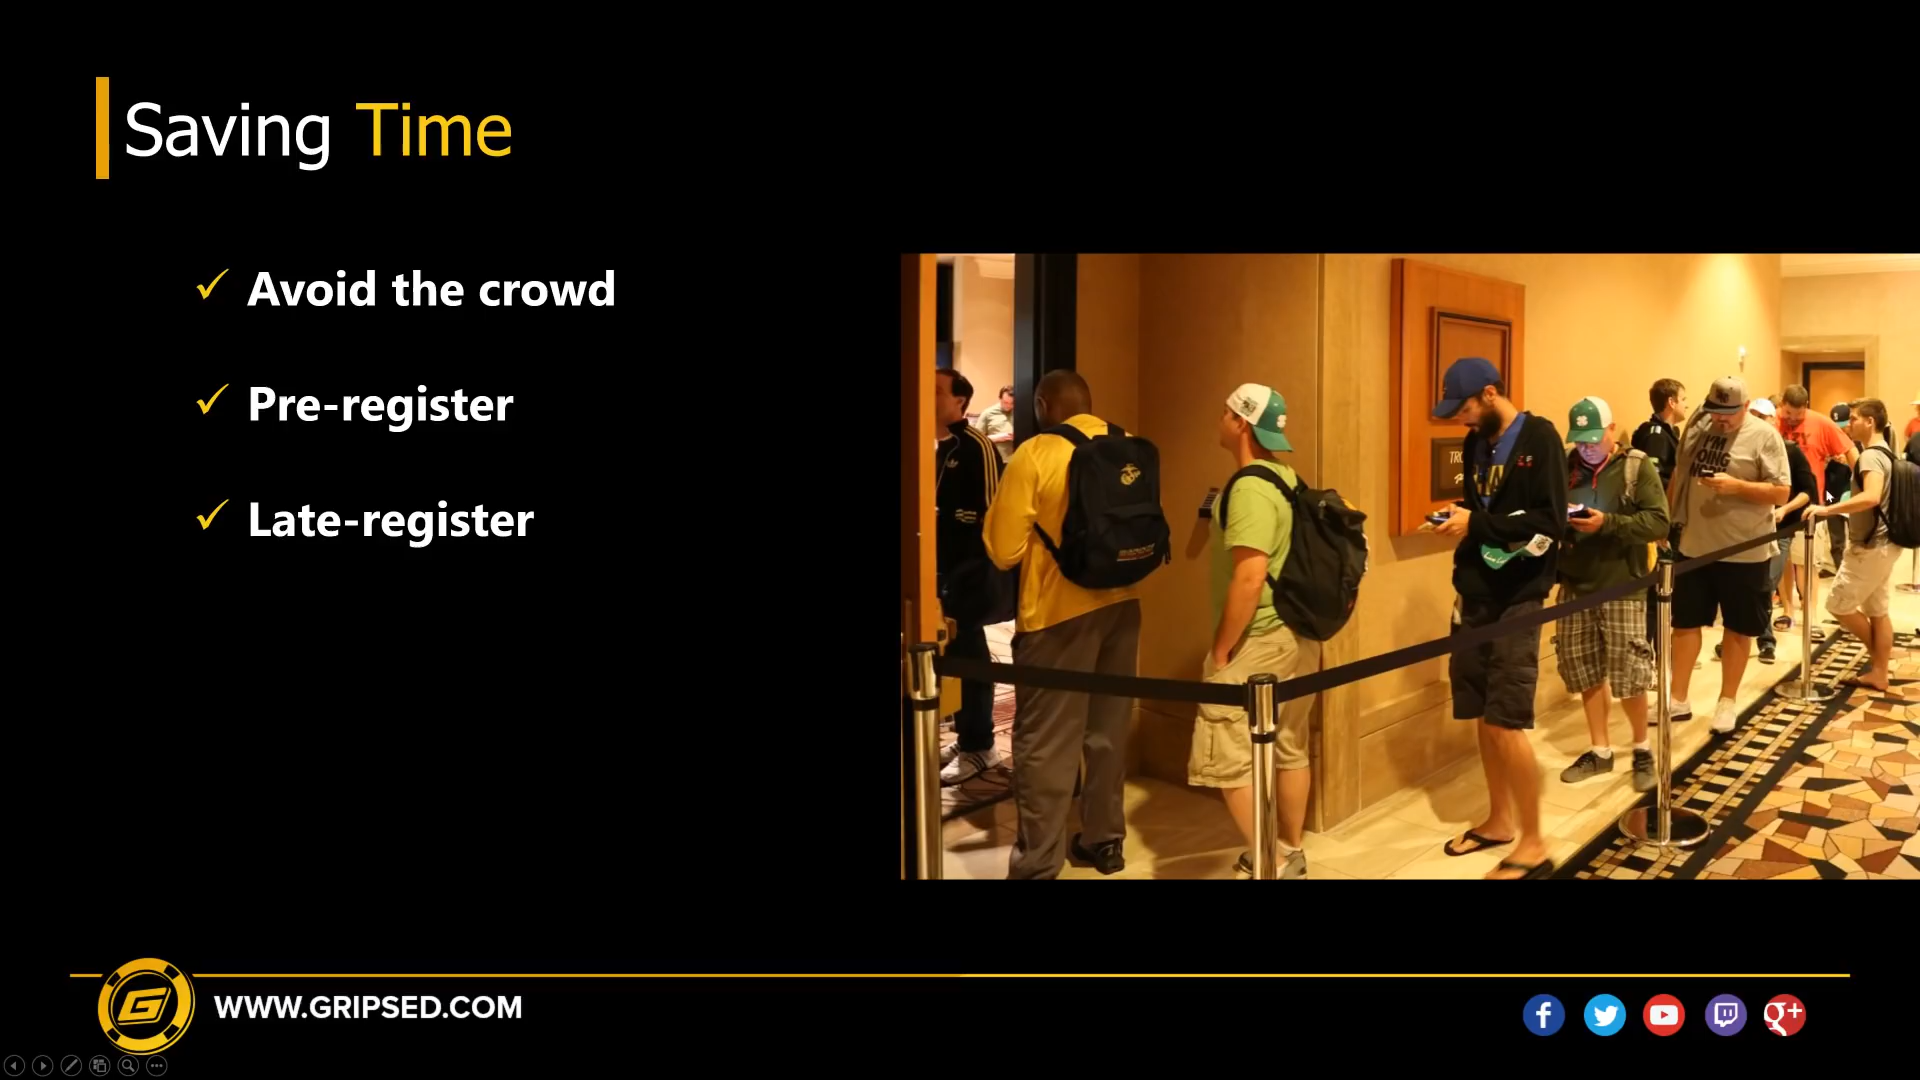 Saving Time
✓ Avoid the crowd
✓ Pre-register
✓ Late-register
I'M
WWW.GRIPSED.COM